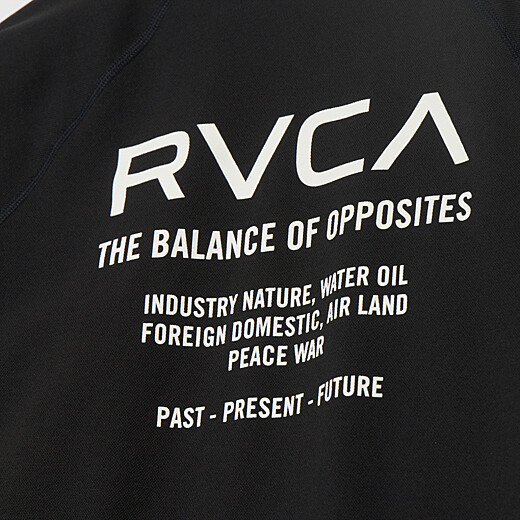 RVCA
THE BALANCE OF OPPOSITES
INDUSTRY NATURE, WATER OIL
FOREIGN DOMESTIC, AIR LAND
PEACE WAR
PAST - PRESENT - FUTURE